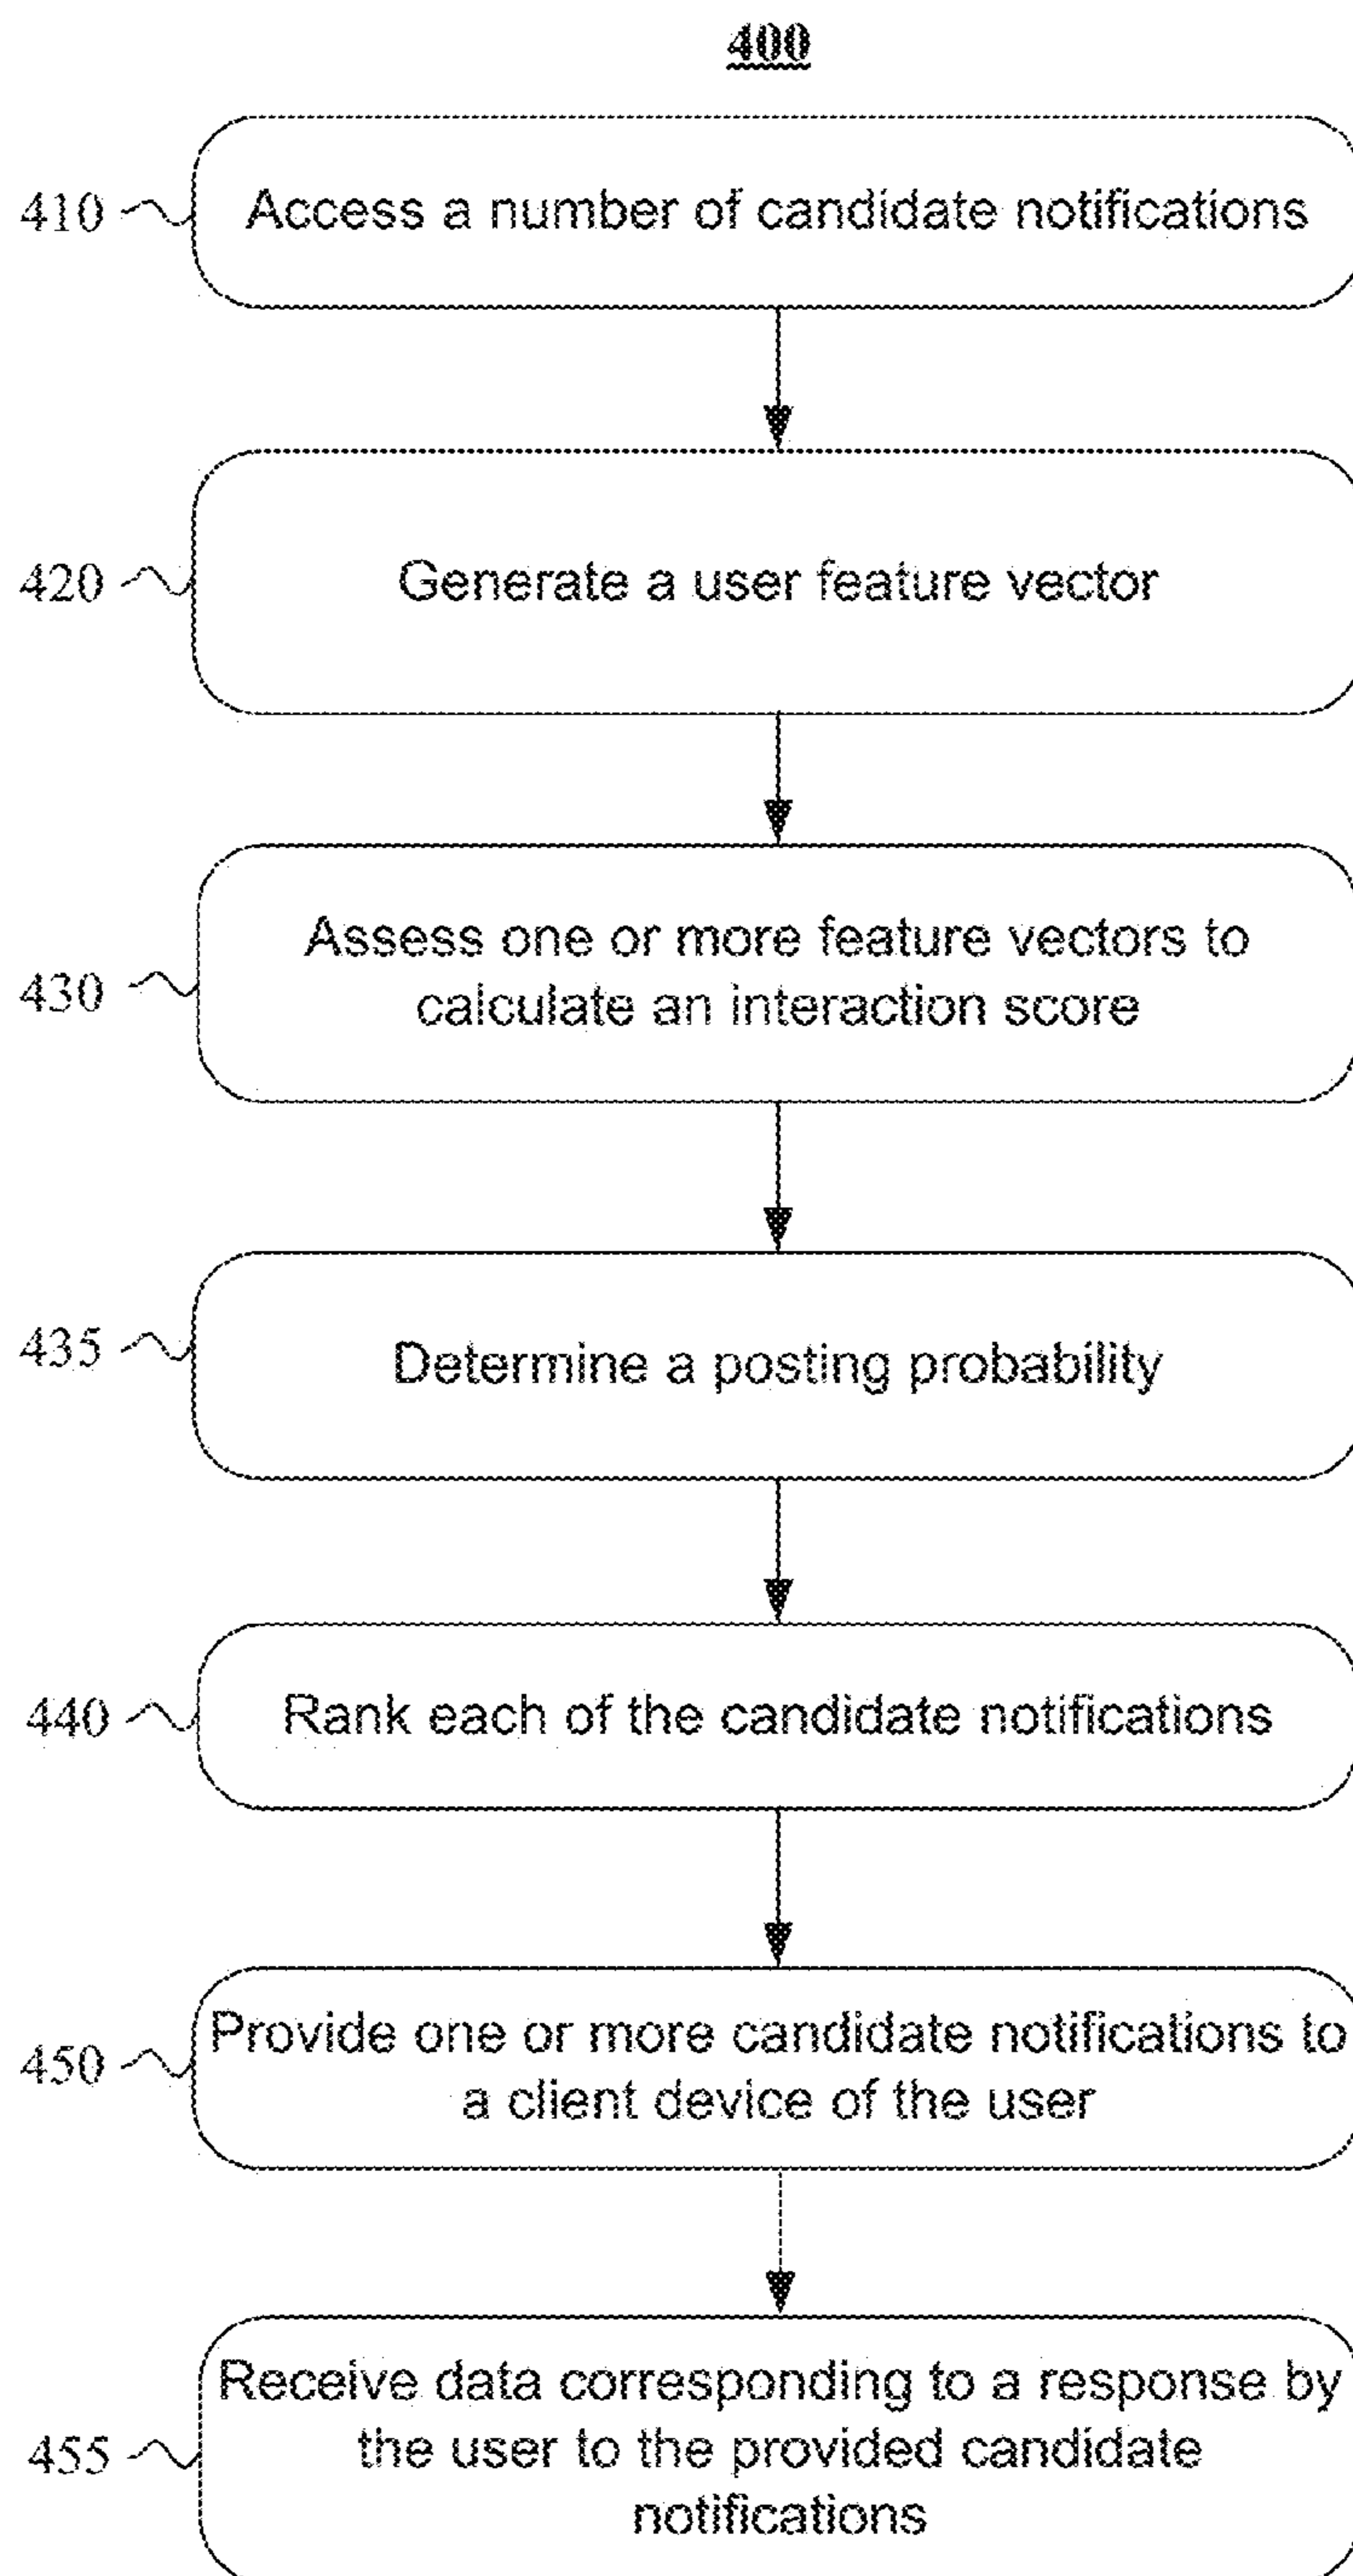 400
410
Access a number of candidate notifications
420
Generate a user feature vector
430
Assess one or more feature vectors to
calculate an interaction score
435
Determine a posting probability
440
Rank each of the candidate notifications
450
Provide one or more candidate notifications to
a client device of the user
455
Receive data corresponding to a response by
the user to the provided candidate
notifications